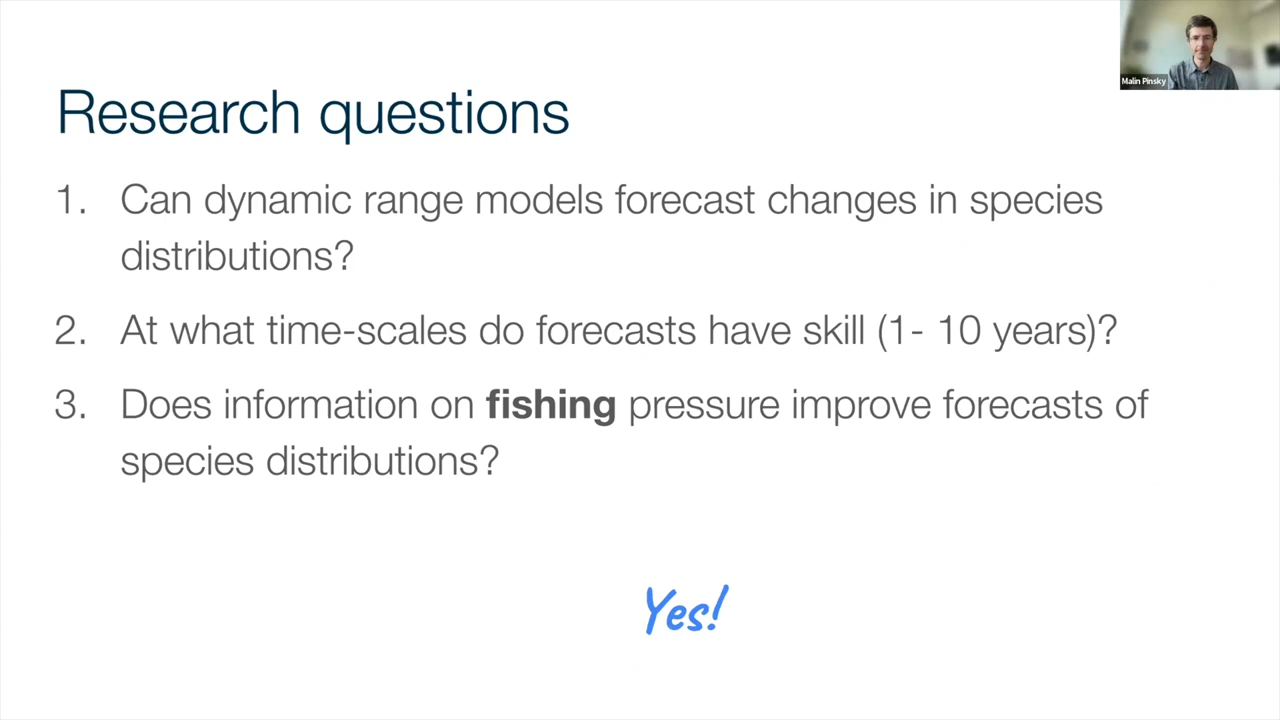 Malin Pinsky
Research questions
1. Can dynamic range models forecast changes in species
distributions?
2. At what time-scales do forecasts have skill (1- 10 years)?
3. Does information on fishing pressure improve forecasts of
species distributions?
Yes!